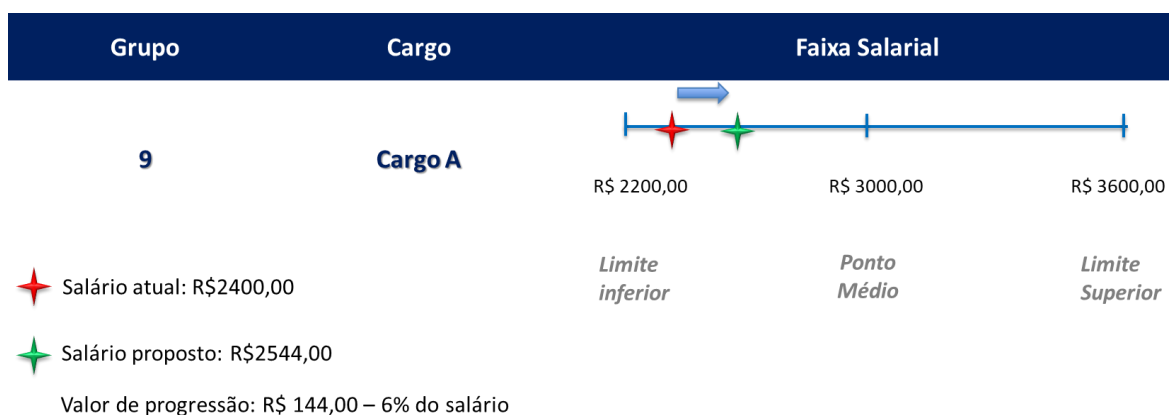 Grupo Cargo Faixa Salarial
9 Cargo A
R$ 2200,00 R$ 3000,00 R$ 3600,00
Limite inferior Ponto Médio Limite Superior
Salário atual: R$2400,00
Salário proposto: R$2544,00
Valor de progressão: R$ 144,00 – 6% do salário